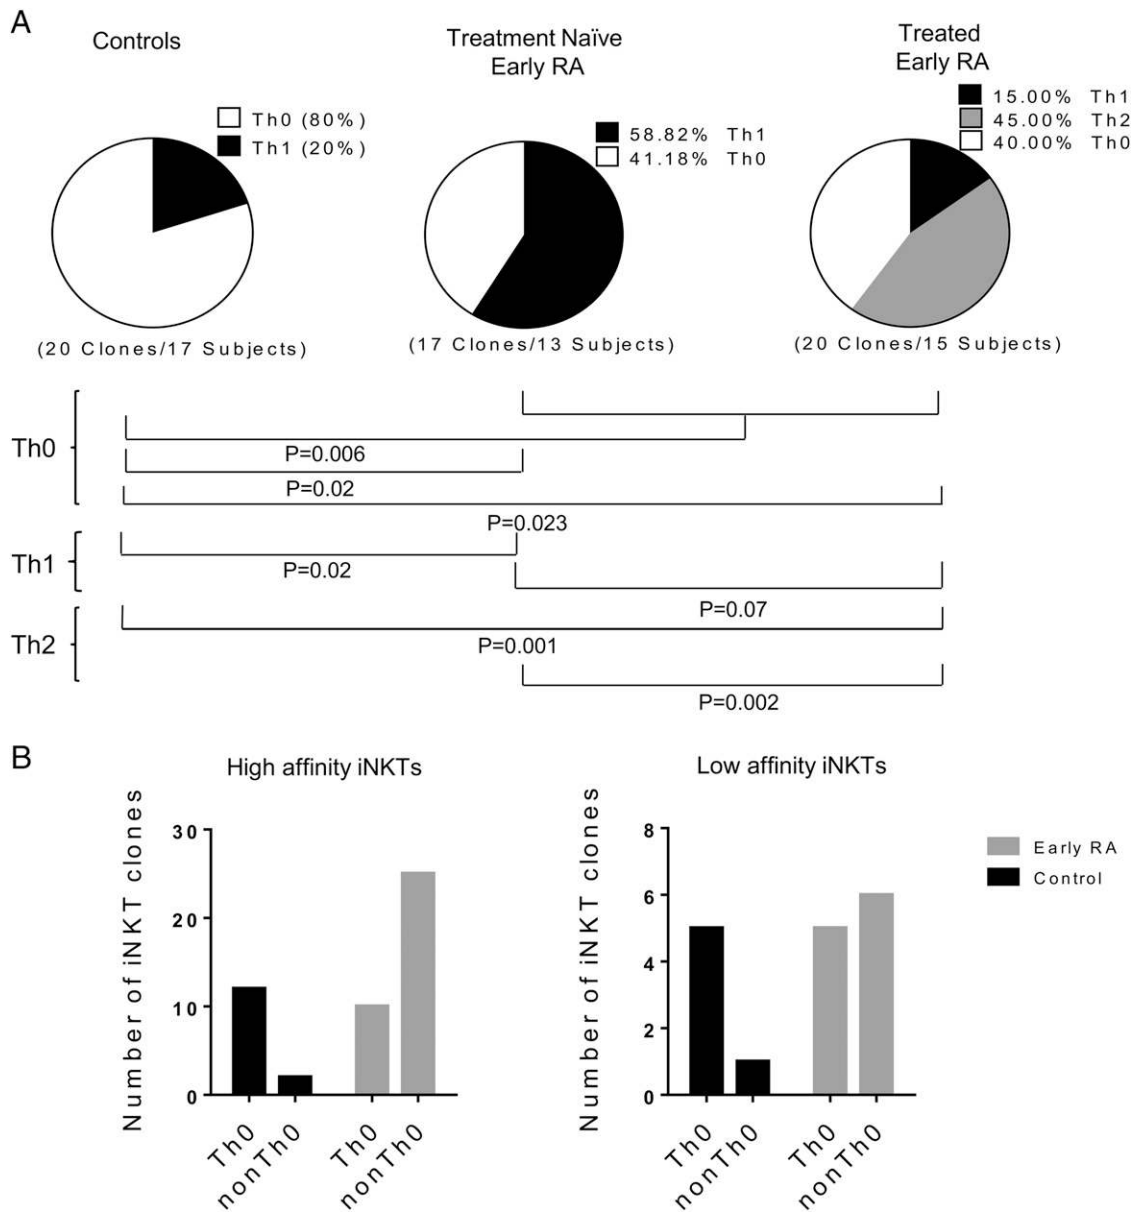 A
Controls
Treatment Naïve
Early RA
Treated
Early RA
Th0 (80%)
Th1 (20%)
58.82% Th1
41.18% Th0
15.00% Th1
45.00% Th2
40.00% Th0
(20 Clones/17 Subjects)
(17 Clones/13 Subjects)
(20 Clones/15 Subjects)
Th0
P=0.006
P=0.02
P=0.023
Th1
P=0.02
P=0.07
Th2
P=0.001
P=0.002
B
High affinity iNKTs
Number of iNKT clones
30
20
10
0
Th0
nonTh0
Th0
nonTh0
Low affinity iNKTs
Number of iNKT clones
8
6
4
2
0
Th0
nonTh0
Th0
nonTh0
Early RA
Control